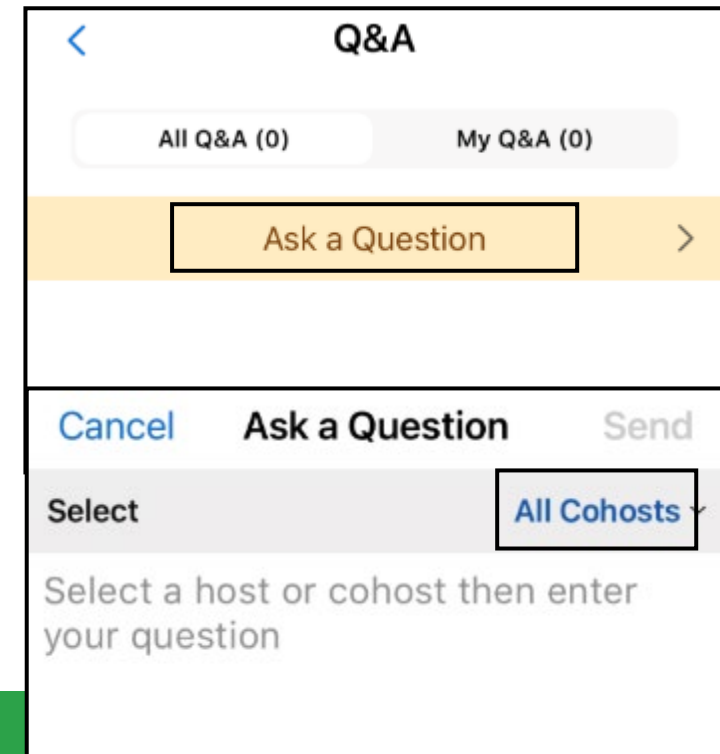 Q&A
All Q&A (0) My Q&A (0)
Ask a Question
Cancel Ask a Question Send
Select All Cohosts
Select a host or cohost then enter
your question